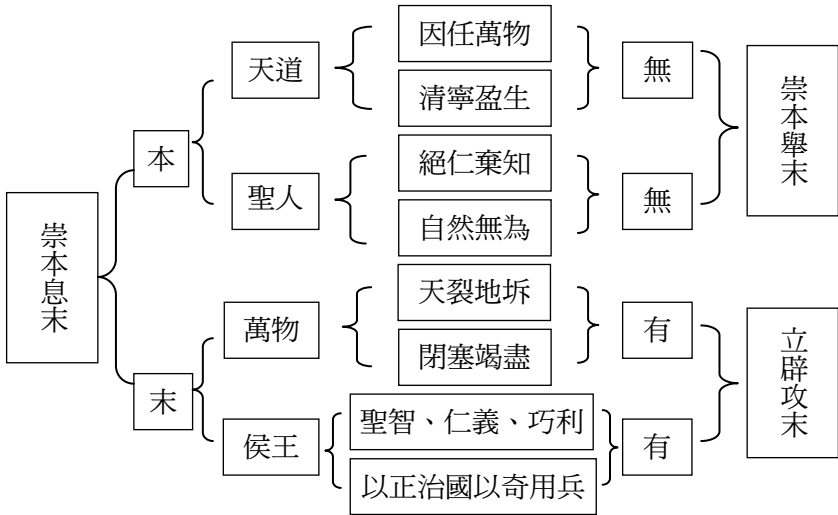 崇本息末
本
末
天道
聖人
萬物
侯王
因任萬物
清寧盈生
絕仁棄知
自然無為
天裂地坼
閉塞竭盡
聖智、仁義、巧利
以正治國以奇用兵
無
無
有
有
崇本舉末
立辟攻末